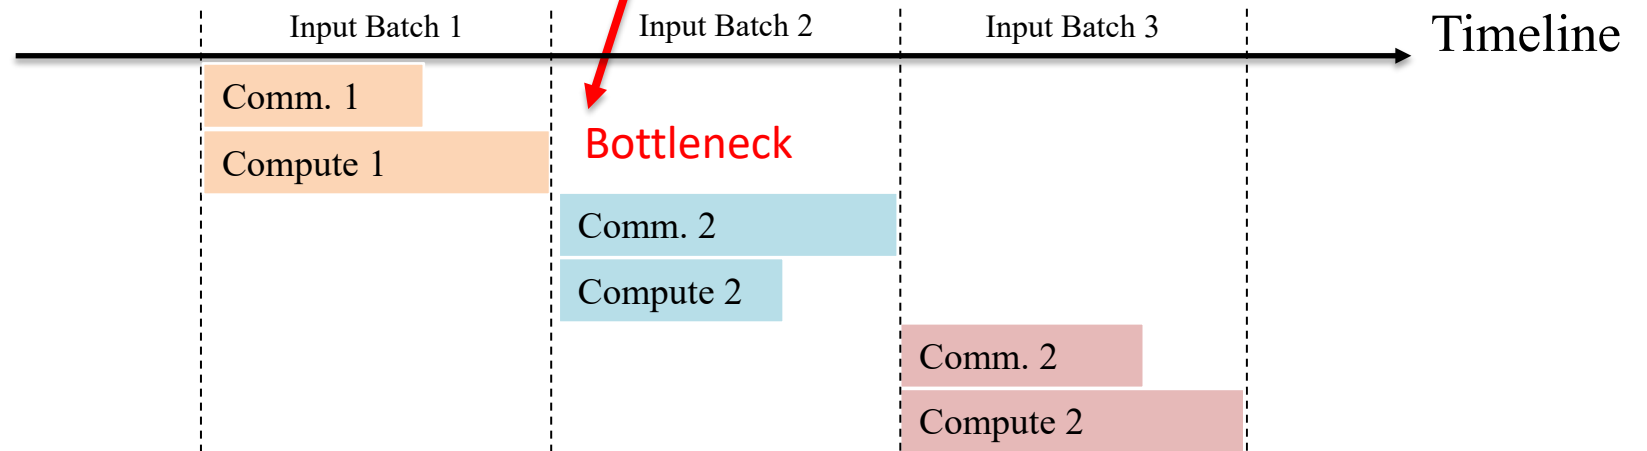 Input Batch 1
Input Batch 2
Input Batch 3
Timeline
Comm. 1
Compute 1
Bottleneck
Comm. 2
Compute 2
Comm. 2
Compute 2